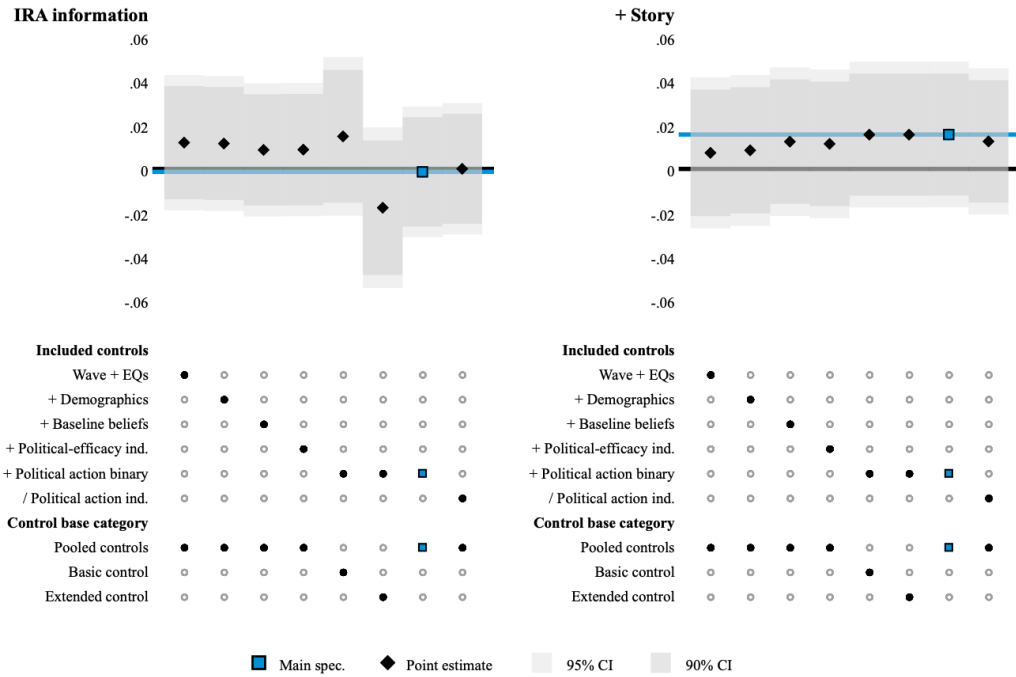 IRA information
.06
.04
.02
0
-.02
-.04
-.06
Included controls
Wave + EQs
+ Demographics
+ Baseline beliefs
+ Political-efficacy ind.
+ Political action binary
/ Political action ind.
Control base category
Pooled controls
Basic control
Extended control
+ Story
.06
.04
.02
0
-.02
-.04
-.06
Included controls
Wave + EQs
+ Demographics
+ Baseline beliefs
+ Political-efficacy ind.
+ Political action binary
/ Political action ind.
Control base category
Pooled controls
Basic control
Extended control
Main spec. Point estimate 95% CI 90% CI